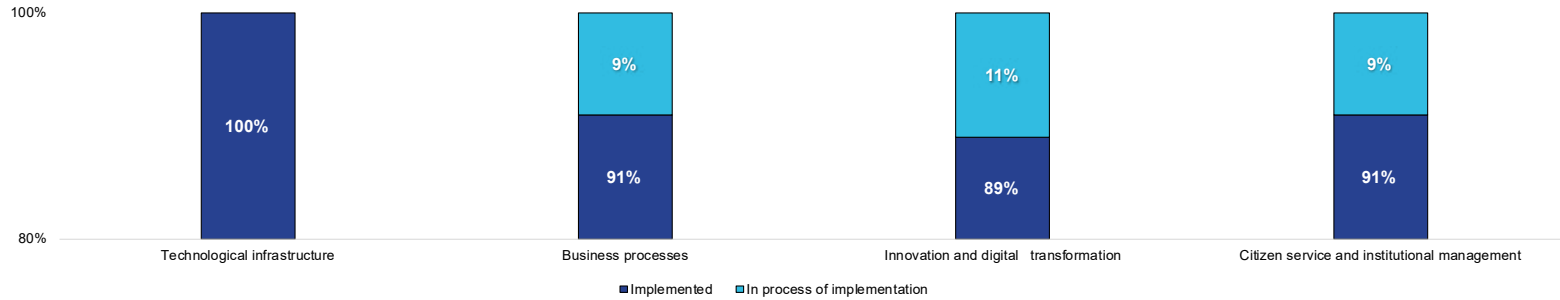 100%
9%
11%
9%
100%
91%
89%
91%
80%
Technological infrastructure
Business processes
Innovation and digital transformation
Citizen service and institutional management
Implemented
In process of implementation